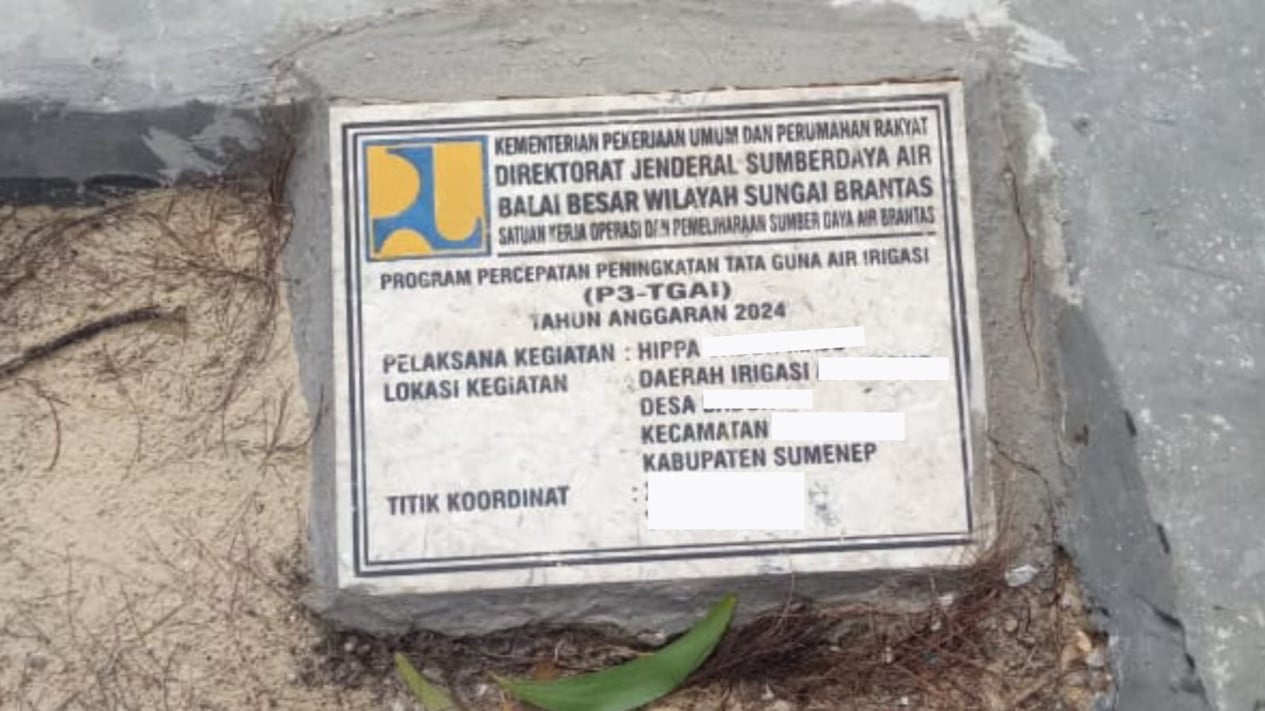 KEMENTERIAN PEKERJAAN UMUM DAN PERUMAHAN RAKYAT
DIREKTORAT JENDERAL SUMBERDAYA AIR
BALAI BESAR WILAYAH SUNGAI BRANTAS
SATUAN KERJA OPERASI DAN PEMELIHARAAN SUMBER DAYA AIR BRANTAS
PROGRAM PERCEPATAN PENINGKATAN TATA GUNA AIR IRIGASI
(P3-TGAI)
TAHUN ANGGARAN 2024
PELAKSANA KEGIATAN : HIPPA
LOKASI KEGIATAN : DAERAH IRIGASI
DESA
KECAMATAN
KABUPATEN SUMENEP
TITIK KOORDINAT :